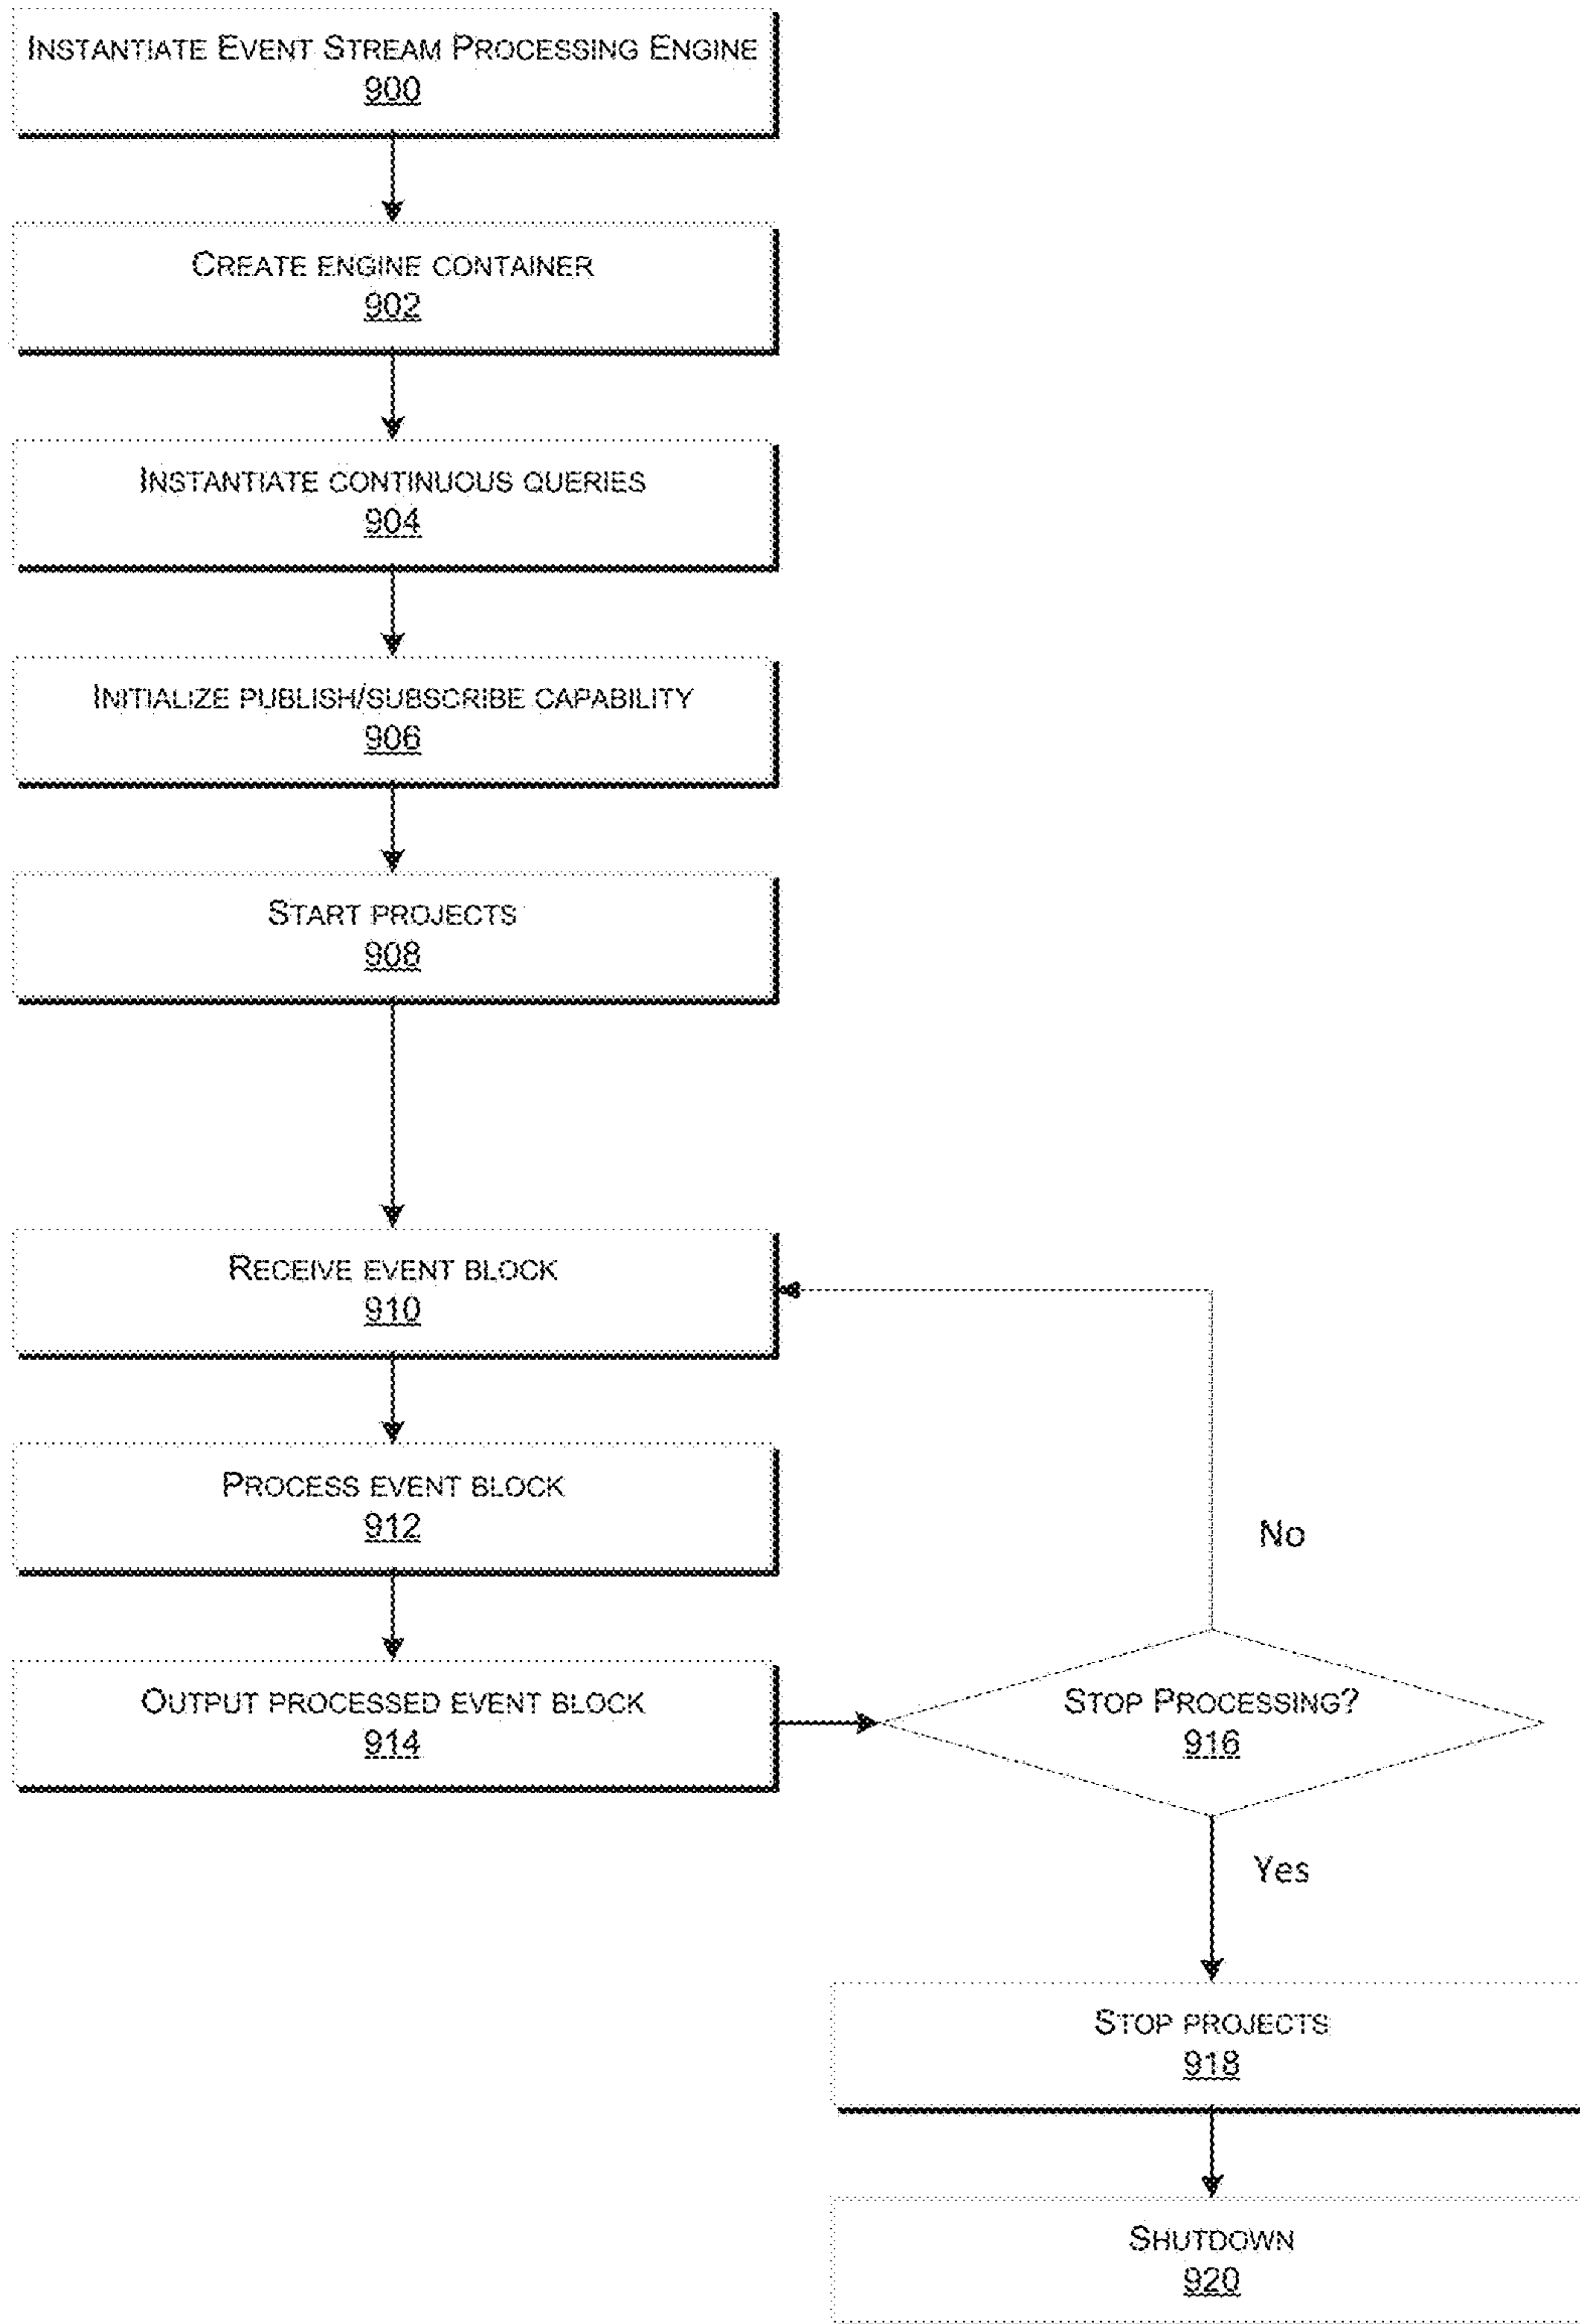 INSTANTIATE EVENT STREAM PROCESSING ENGINE
900
CREATE ENGINE CONTAINER
902
INSTANTIATE CONTINUOUS QUERIES
904
INITIALIZE PUBLISH/SUBSCRIBE CAPABILITY
906
START PROJECTS
908
RECEIVE EVENT BLOCK
910
PROCESS EVENT BLOCK
912
No
OUTPUT PROCESSED EVENT BLOCK
914
STOP PROCESSING?
916
Yes
STOP PROJECTS
918
SHUTDOWN
920